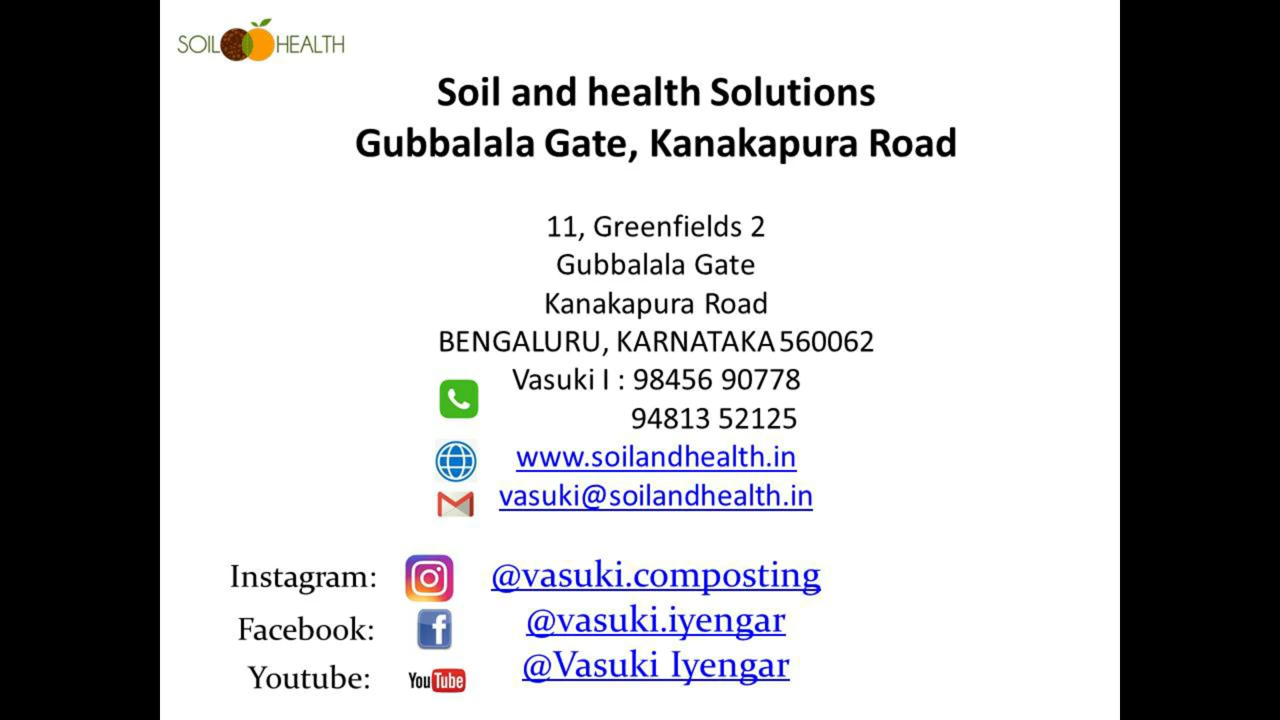 SOIL HEALTH
Soil and health Solutions
Gubbalala Gate, Kanakapura Road
11, Greenfields 2
Gubbalala Gate
Kanakapura Road
BENGALURU, KARNATAKA 560062
Vasuki I : 98456 90778
94813 52125
www.soilandhealth.in
vasuki@soilandhealth.in
Instagram: @vasuki.composting
Facebook: f @vasuki.iyengar
Youtube: YouTube @Vasuki Iyengar